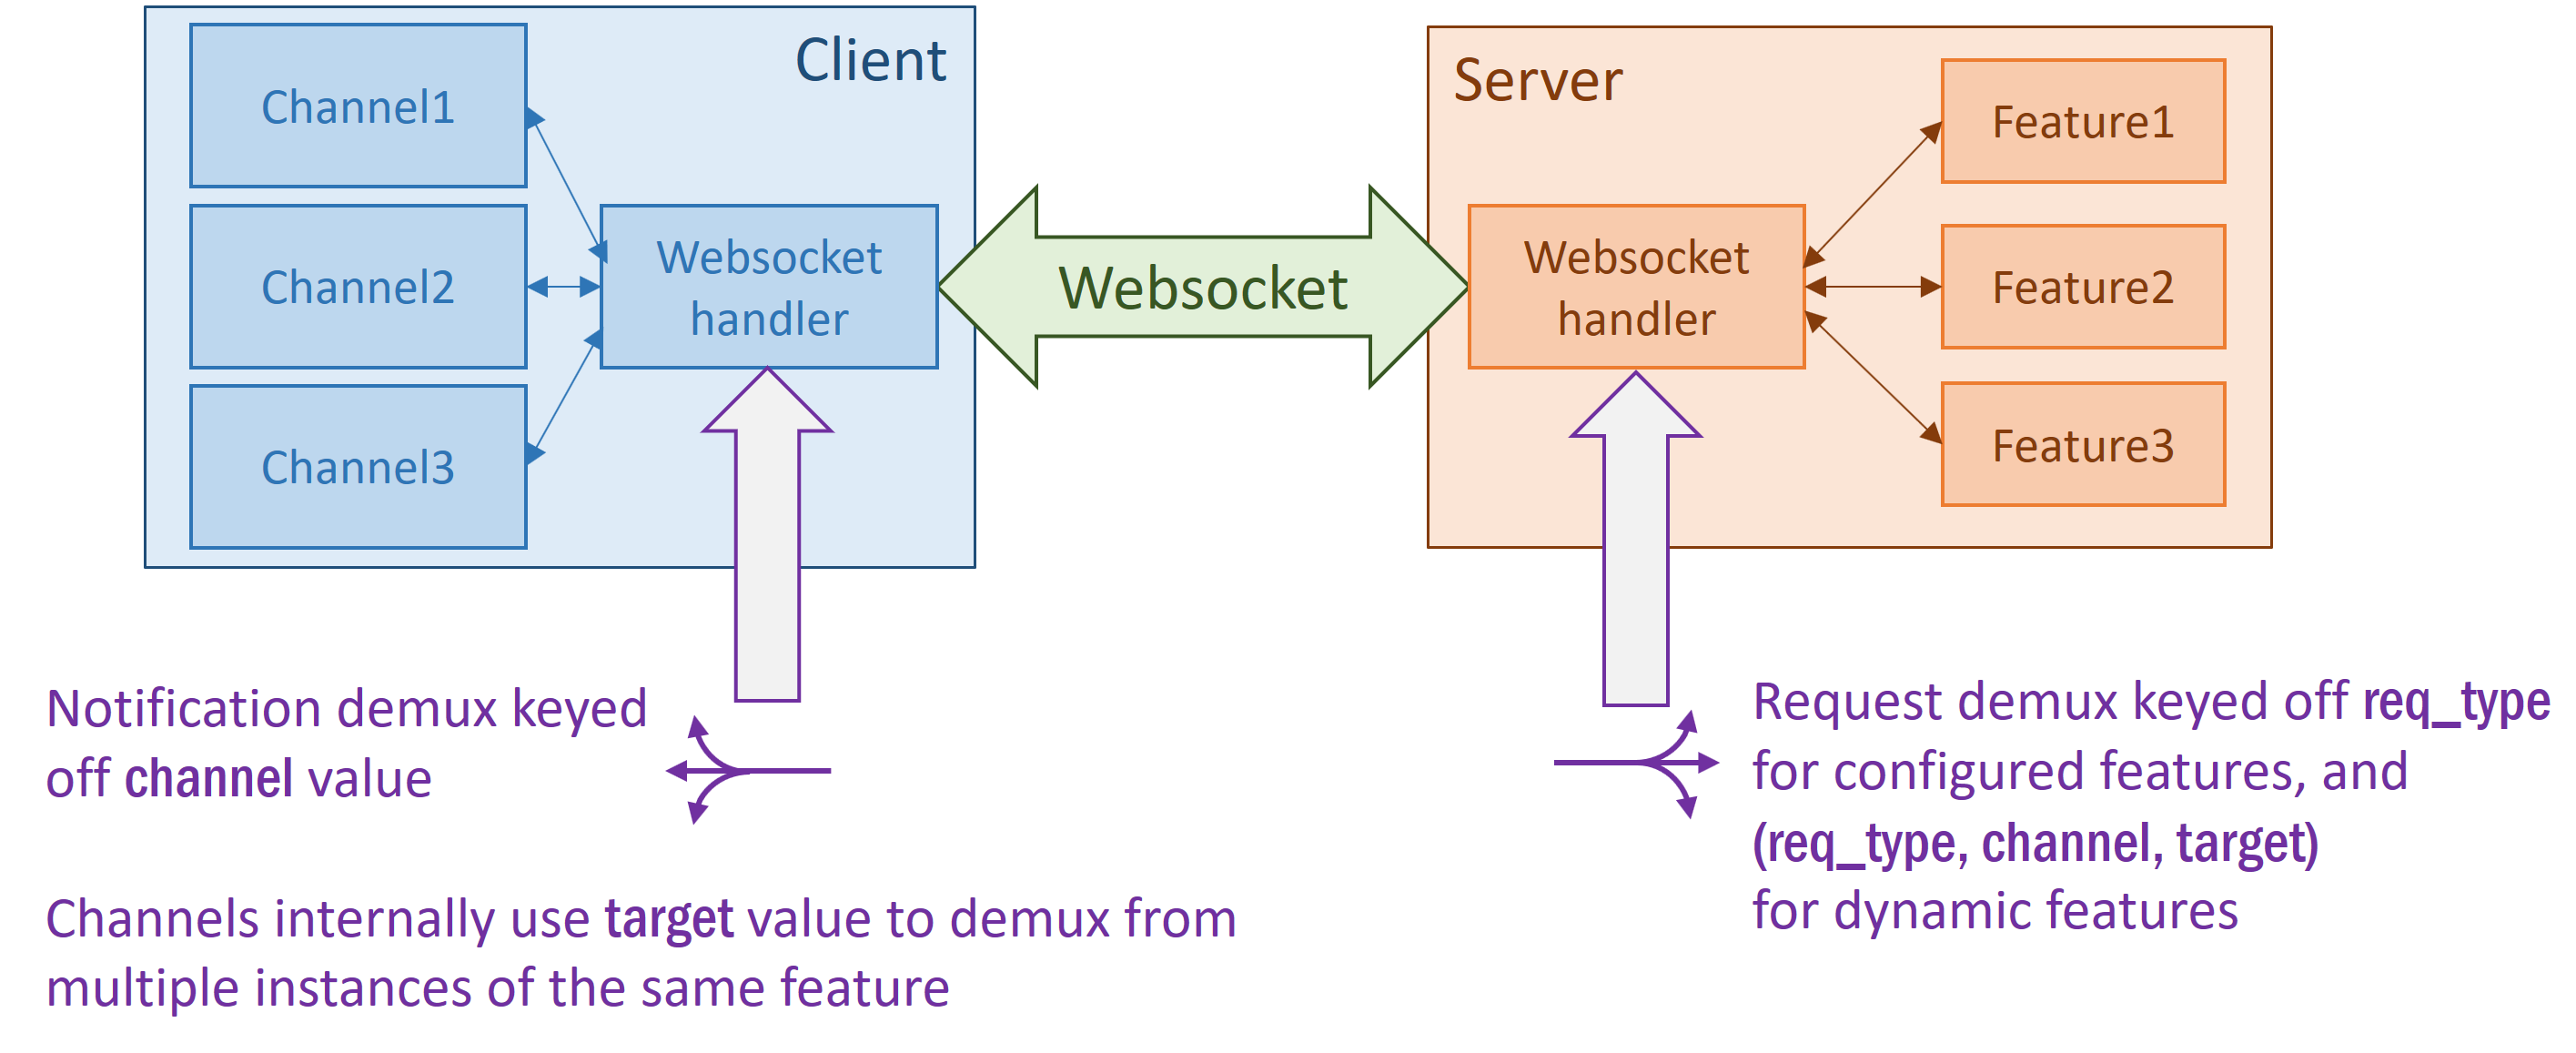 Client
Channel1
Channel2
Channel3
Websocket
handler
Websocket
Server
Websocket
handler
Feature1
Feature2
Feature3
Notification demux keyed
off channel value
Channels internally use target value to demux from
multiple instances of the same feature
Request demux keyed off req_type
for configured features, and
(req_type, channel, target)
for dynamic features